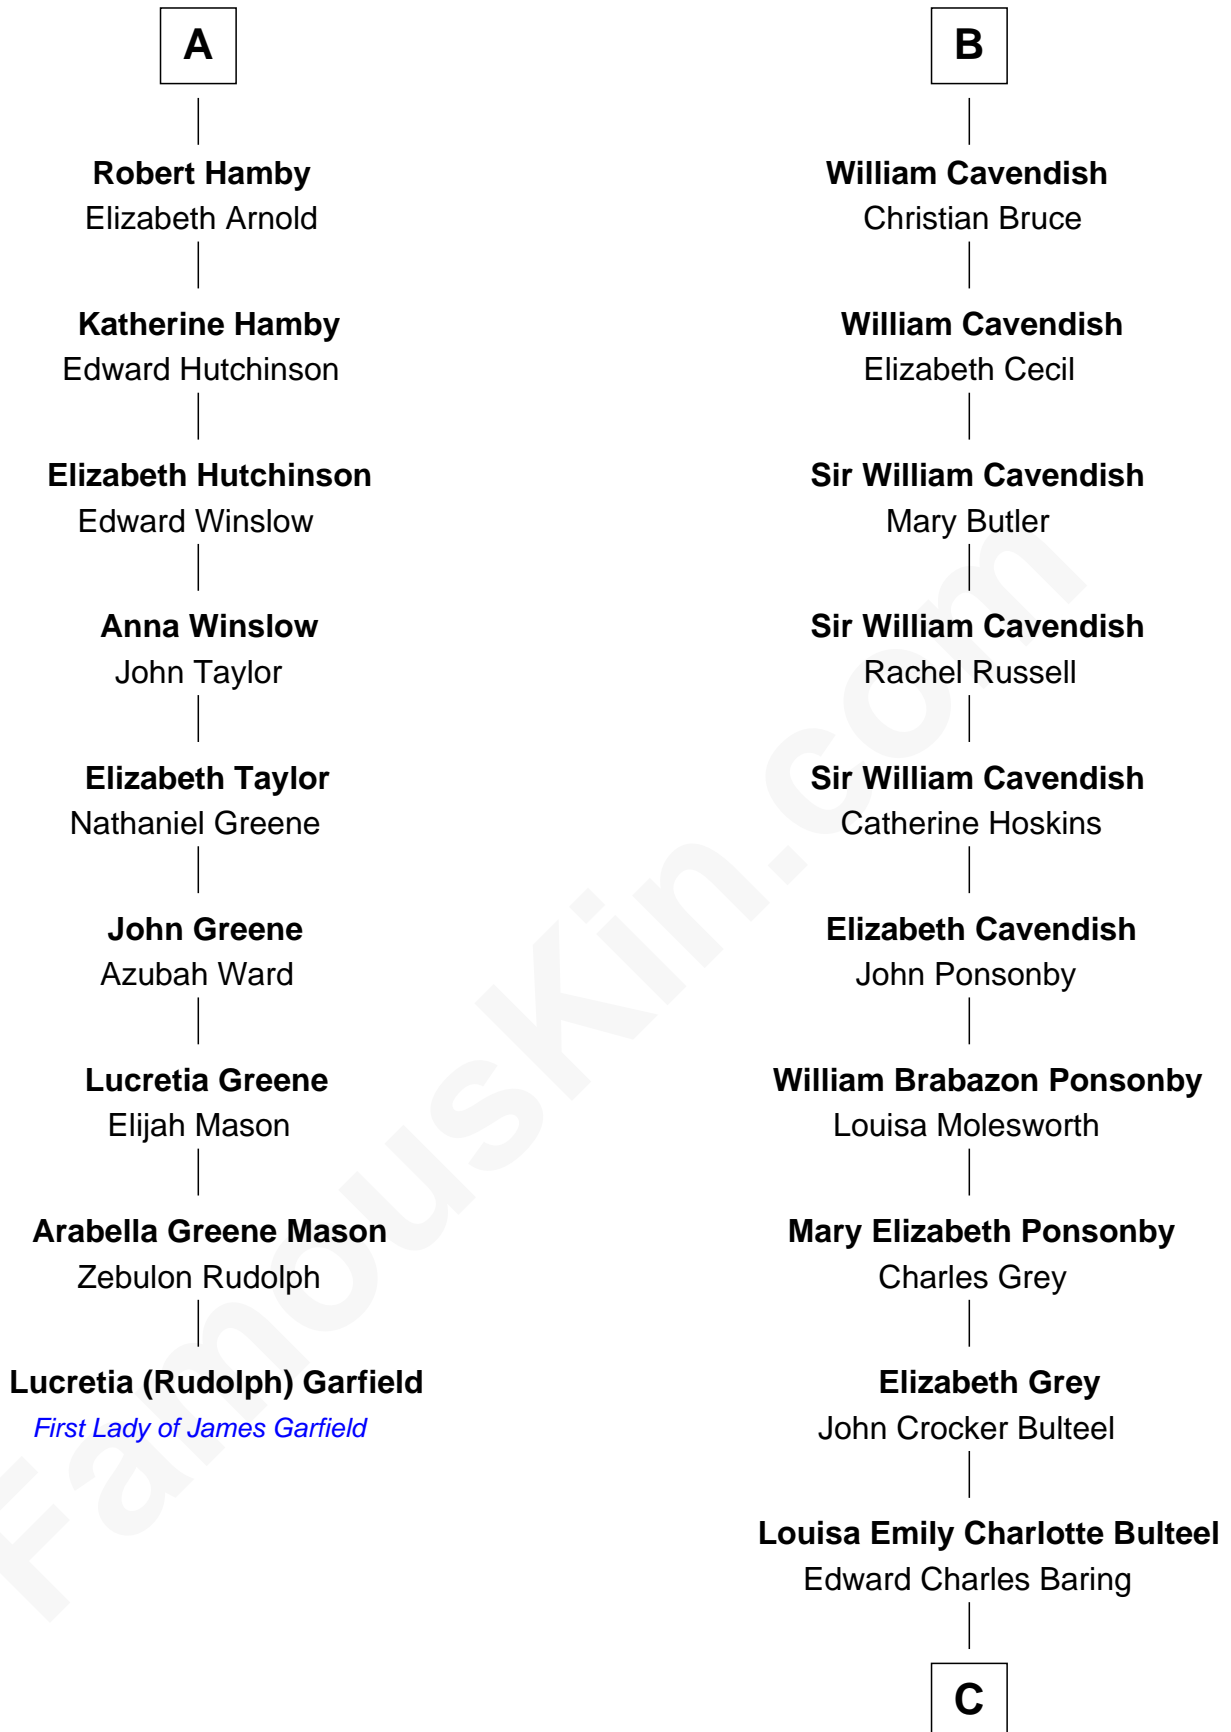 A
Robert Hamby
Elizabeth Arnold
Katherine Hamby
Edward Hutchinson
Elizabeth Hutchinson
Edward Winslow
Anna Winslow
John Taylor
Elizabeth Taylor
Nathaniel Greene
John Greene
Azubah Ward
Lucretia Greene
Elijah Mason
Arabella Greene Mason
Zebulon Rudolph
Lucretia (Rudolph) Garfield
First Lady of James Garfield
B
William Cavendish
Christian Bruce
William Cavendish
Elizabeth Cecil
Sir William Cavendish
Mary Butler
Sir William Cavendish
Rachel Russell
Sir William Cavendish
Catherine Hoskins
Elizabeth Cavendish
John Ponsonby
William Brabazon Ponsonby
Louisa Molesworth
Mary Elizabeth Ponsonby
Charles Grey
Elizabeth Grey
John Crocker Bulteel
Louisa Emily Charlotte Bulteel
Edward Charles Baring
C
FamousKin.com